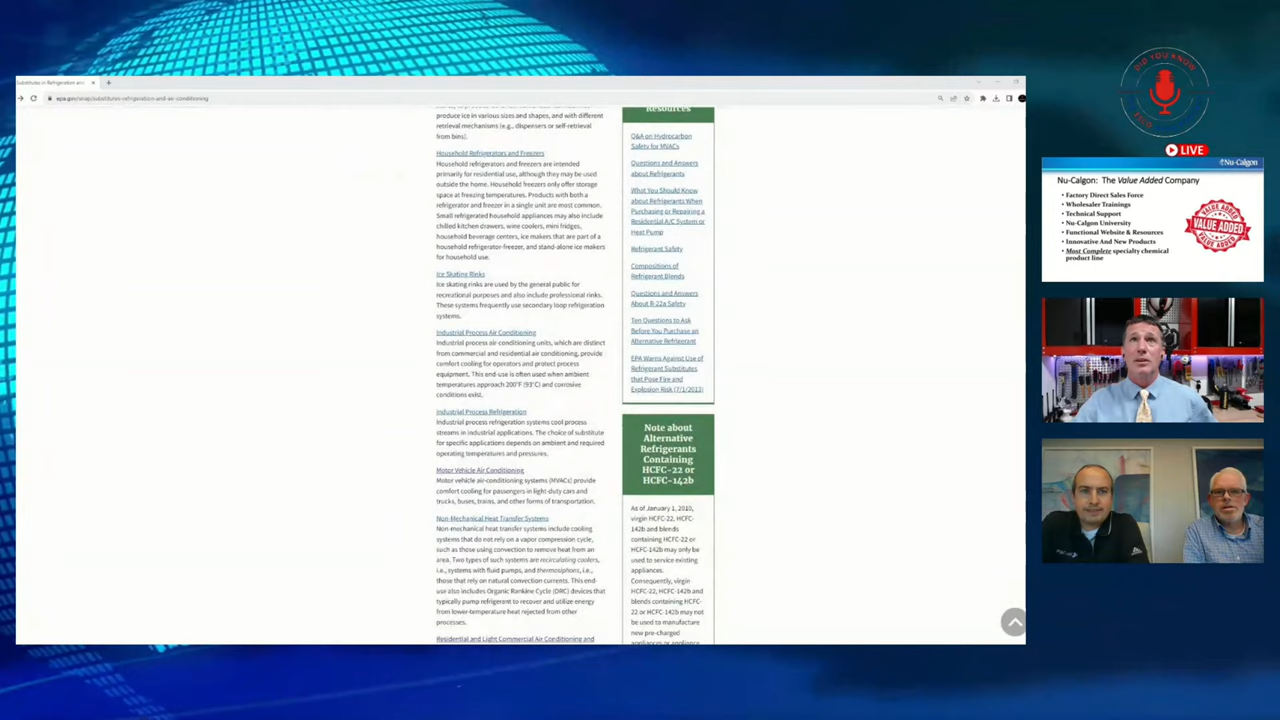 Substitutes in Refrigeration and
epa.gov/snap/substitutes-refrigeration-and-air-conditioning
produce ice in various sizes and shapes, and with different
retrieval mechanisms (e.g., dispensers or self-retrieval
from bins).
Household Refrigerators and Freezers
Household refrigerators and freezers are intended
primarily for residential use, although they may be used
outside the home. Household freezers only offer storage
space at freezing temperatures. Products with both a
refrigerator and freezer in a single unit are most common.
Small refrigerated household appliances may also include
chilled kitchen drawers, wine coolers, mini fridges,
household beverage centers, ice makers that are part of a
household refrigerator-freezer, and stand-alone ice makers
for household use.
Ice Skating Rinks
Ice skating rinks are used by the general public for
recreational purposes and also include professional rinks.
These systems frequently use secondary loop refrigeration
systems.
Industrial Process Air Conditioning
Industrial process air-conditioning units, which are distinct
from commercial and residential air conditioning, provide
comfort cooling for operators and protect process
equipment. This end-use is often used when ambient
temperatures approach 200°F (93°C) and corrosive
conditions exist.
Industrial Process Refrigeration
Industrial process refrigeration systems cool process
streams in industrial applications. The choice of substitute
for specific applications depends on ambient and required
operating temperatures and pressures.
Motor Vehicle Air Conditioning
Motor vehicle air-conditioning systems (MVACs) provide
comfort cooling for passengers in light-duty cars and
trucks, buses, trains, and other forms of transportation.
Non-Mechanical Heat Transfer Systems
Non-mechanical heat transfer systems include cooling
systems that do not rely on a vapor compression cycle,
such as those using convection to remove heat from an
area. Two types of such systems are recirculating coolers,
i.e., systems with fluid pumps, and thermosiphons, i.e.,
those that rely on natural convection currents. This end-
use also includes Organic Rankine Cycle (ORC) devices that
typically pump refrigerant to recover and utilize energy
from lower-temperature heat rejected from other
processes.
Residential and Light Commercial Air Conditioning and
Resources
Q&A on Hydrocarbon
Safety for MVACs
Questions and Answers
about Refrigerants
What You Should Know
about Refrigerants When
Purchasing or Repairing a
Residential A/C System or
Heat Pump
Refrigerant Safety
Compositions of
Refrigerant Blends
Questions and Answers
About R-22a Safety
Ten Questions to Ask
Before You Purchase an
Alternative Refrigerant
EPA Warns Against Use of
Refrigerant Substitutes
that Pose Fire and
Explosion Risk (7/1/2013)
Note about
Alternative
Refrigerants
Containing
HCFC-22 or
HCFC-142b
As of January 1, 2010,
virgin HCFC-22, HCFC-
142b and blends
containing HCFC-22 or
HCFC-142b may only be
used to service existing
appliances.
Consequently, virgin
HCFC-22, HCFC-142b and
blends containing HCFC-
22 or HCFC-142b may not
be used to manufacture
new pre-charged
appliances or appliance
DID YOU KNOW
LIVE
Nu-Calgon
Nu-Calgon: The Value Added Company
• Factory Direct Sales Force
• Wholesaler Trainings
• Technical Support
• Nu-Calgon University
• Functional Website & Resources
• Innovative And New Products
• Most Complete specialty chemical
product line
VALUE ADDED